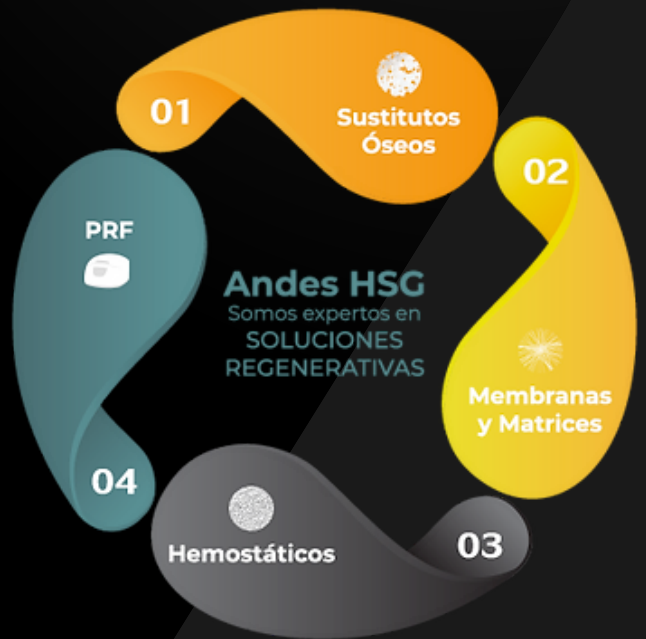 01
Sustitutos
Óseos
02
Membranas
y Matrices
03
Hemostáticos
04
PRF
Andes HSG
Somos expertos en
SOLUCIONES
REGENERATIVAS